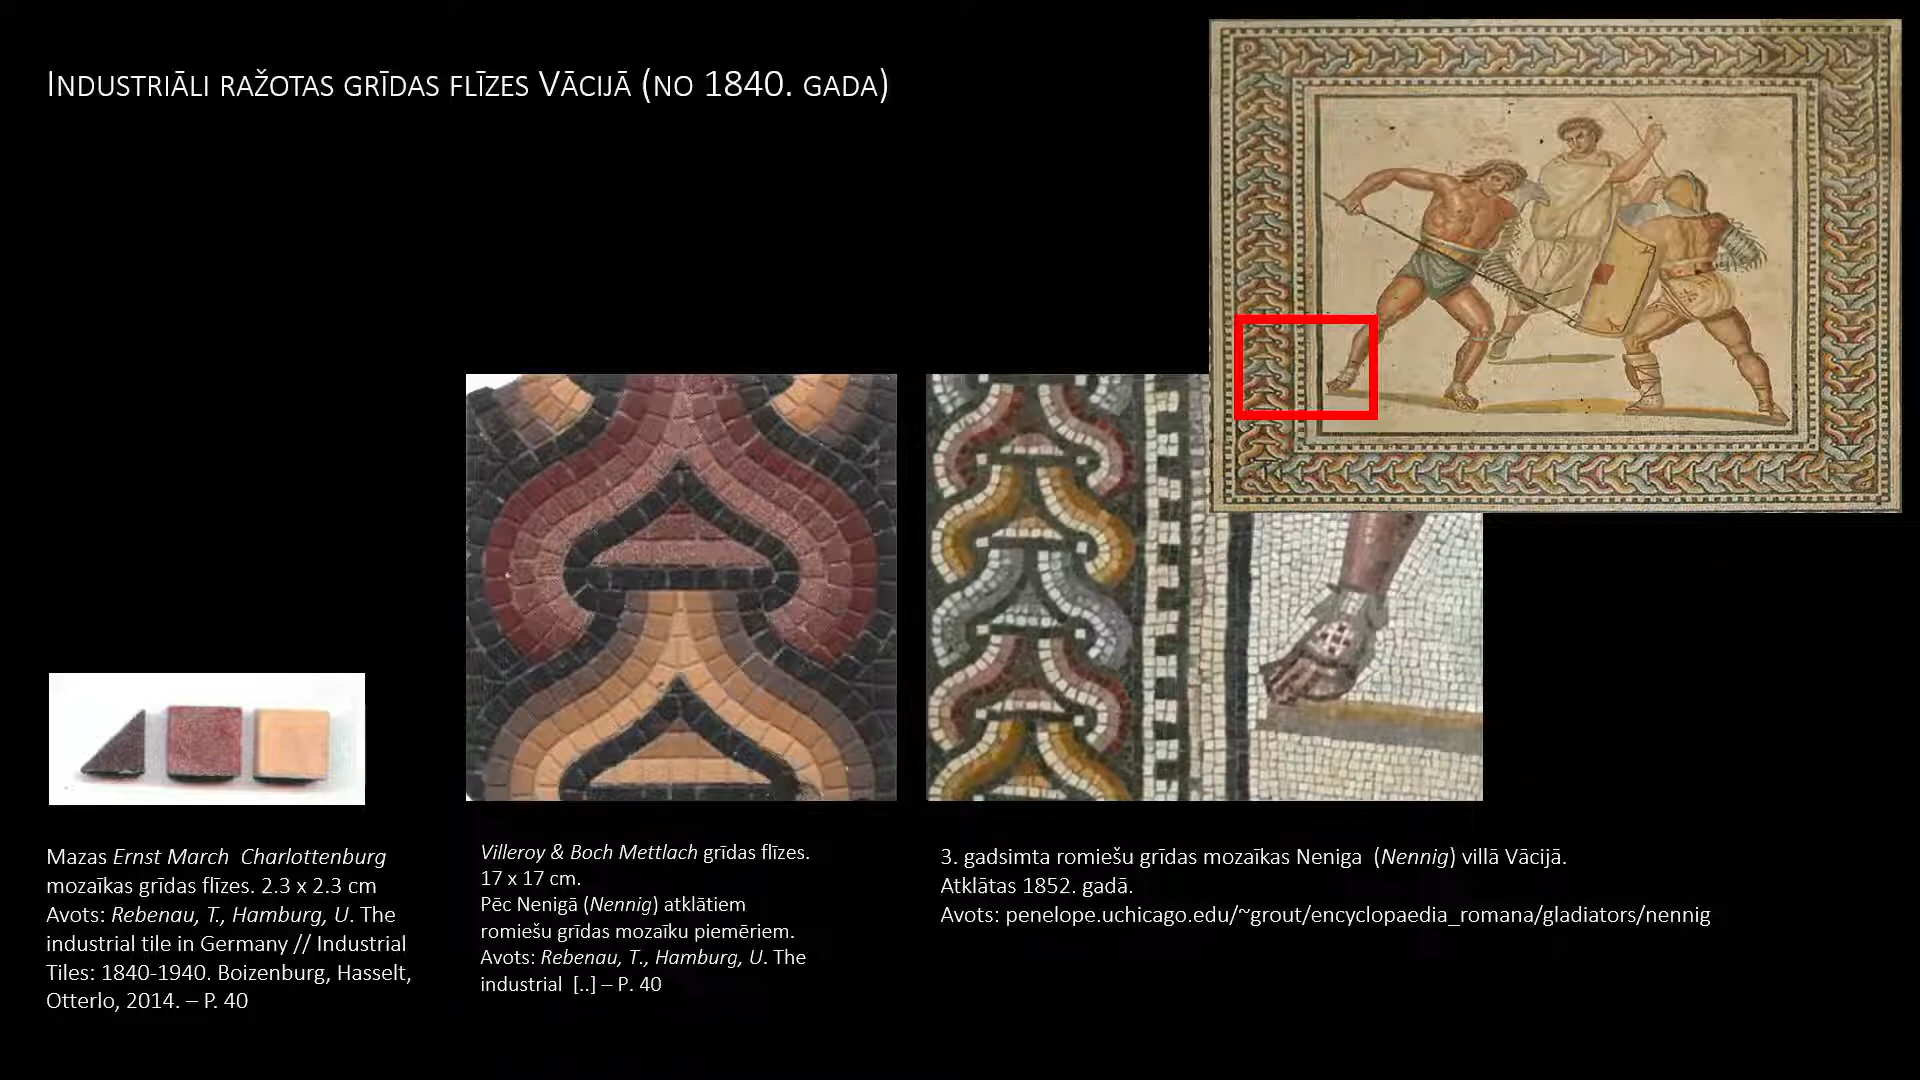 Industriāli ražotas grīdas flīzes Vācijā (no 1840. gada)
Mazas Ernst March Charlottenburg
mozaīkas grīdas flīzes. 2.3 x 2.3 cm
Avots: Rebenau, T., Hamburg, U. The
industrial tile in Germany // Industrial
Tiles: 1840-1940. Boizenburg, Hasselt,
Otterlo, 2014. – P. 40
Villeroy & Boch Mettlach grīdas flīzes.
17 x 17 cm.
Pēc Nenigā (Nennig) atklātiem
romiešu grīdas mozaīku piemēriem.
Avots: Rebenau, T., Hamburg, U. The
industrial [..] – P. 40
3. gadsimta romiešu grīdas mozaīkas Neniga (Nennig) villā Vācijā.
Atklātas 1852. gadā.
Avots: penelope.uchicago.edu/~grout/encyclopaedia_romana/gladiators/nennig